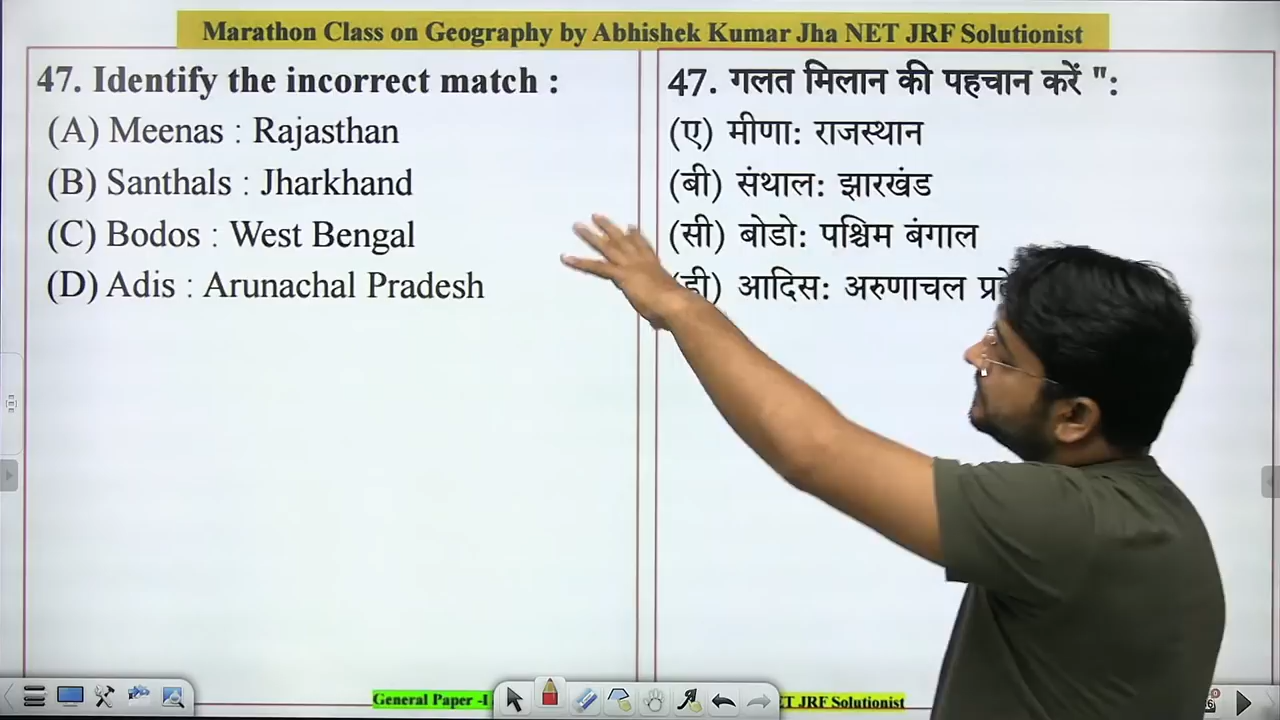 Marathon Class on Geography by Abhishek Kumar Jha NET JRF Solutionist
47. Identify the incorrect match :
(A) Meenas : Rajasthan
(B) Santhals : Jharkhand
(C) Bodos : West Bengal
(D) Adis : Arunachal Pradesh
47. गलत मिलान की पहचान करें ":
(ए) मीणा: राजस्थान
(बी) संथाल: झारखंड
(सी) बोडो: पश्चिम बंगाल
(डी) आदिस: अरुणाचल
General Paper -I
JRF Solutionist